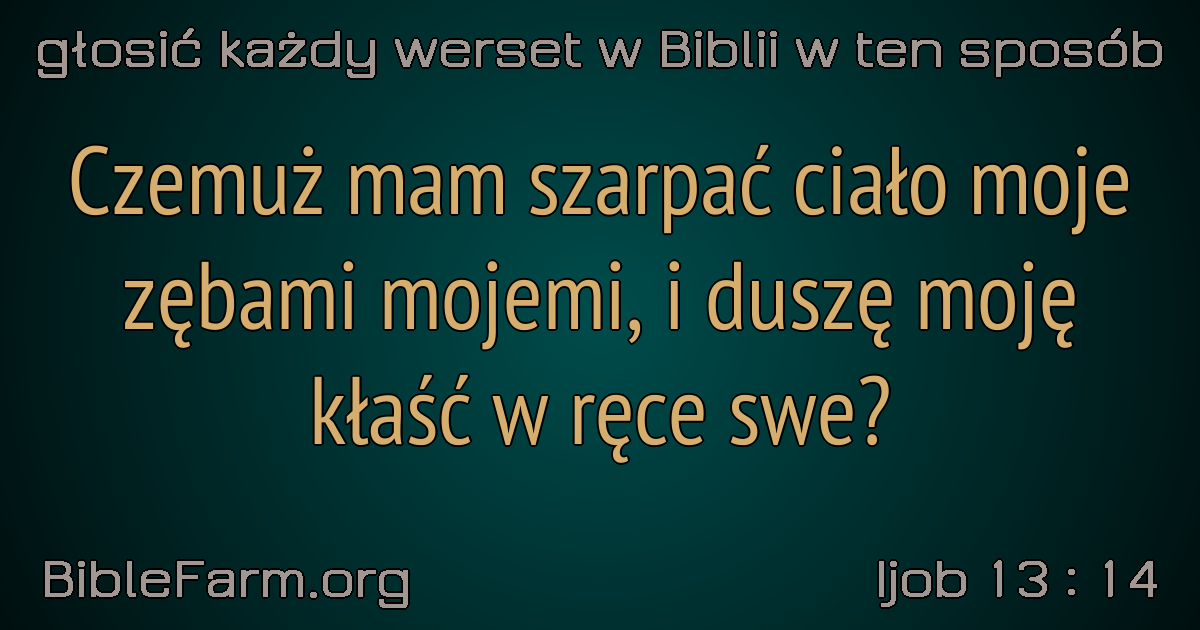 głosić każdy werset w Biblii w ten sposób
Czemuż mam szarpać ciało moje
zębami mojemi, i duszę moję
kłaść w ręce swe?
BibleFarm.org
Ijob 13 : 14